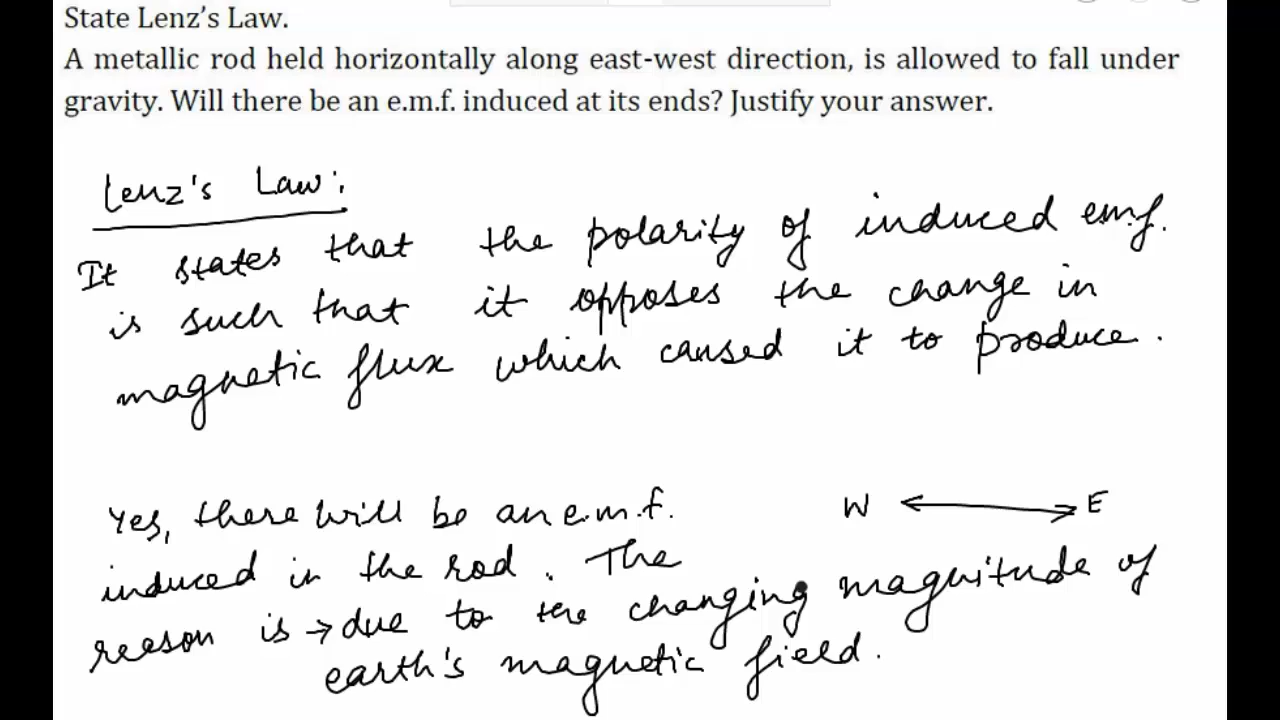 State Lenz’s Law.
A metallic rod held horizontally along east-west direction, is allowed to fall under
gravity. Will there be an e.m.f. induced at its ends? Justify your answer.
Lenz's Law:
It states that the polarity of induced emf.
is such that it opposes the change in
magnetic flux which caused it to produce.
Yes, there will be an e.m.f.
W E
induced in the rod. The
reason is → due to the changing magnitude of
earth's magnetic field.